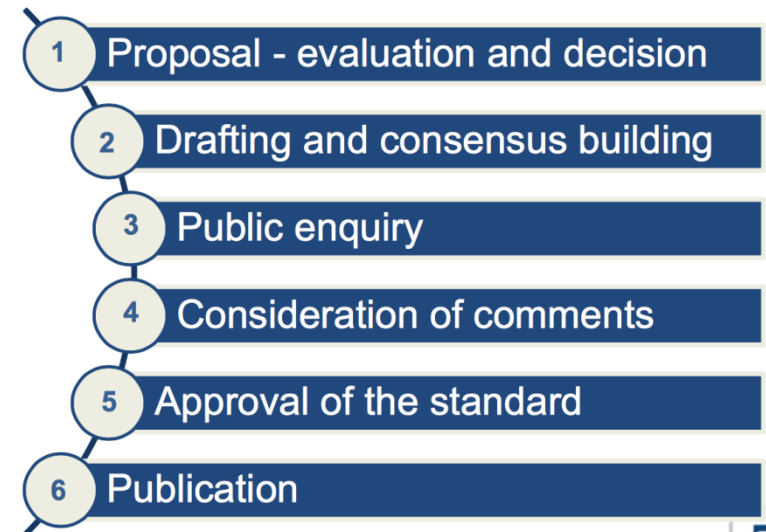 1 Proposal - evaluation and decision
2 Drafting and consensus building
3 Public enquiry
4 Consideration of comments
5 Approval of the standard
6 Publication